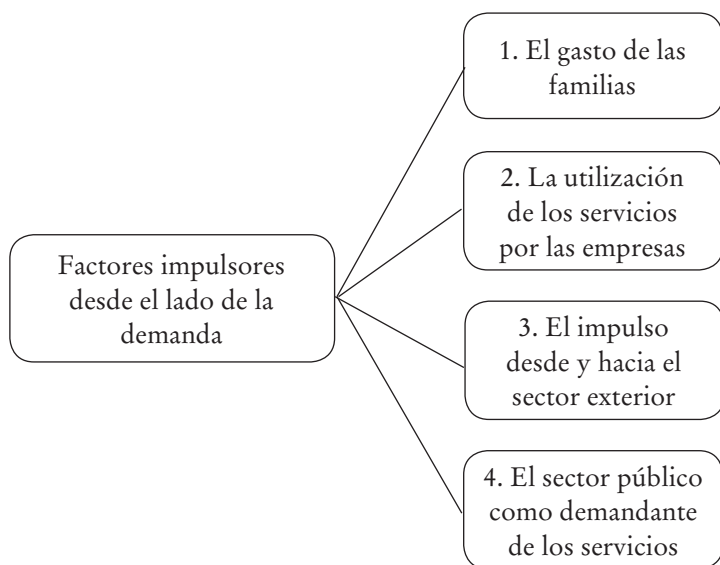 Factores impulsores
desde el lado de la
demanda
1. El gasto de las
familias
2. La utilización
de los servicios
por las empresas
3. El impulso
desde y hacia el
sector exterior
4. El sector público
como demandante
de los servicios